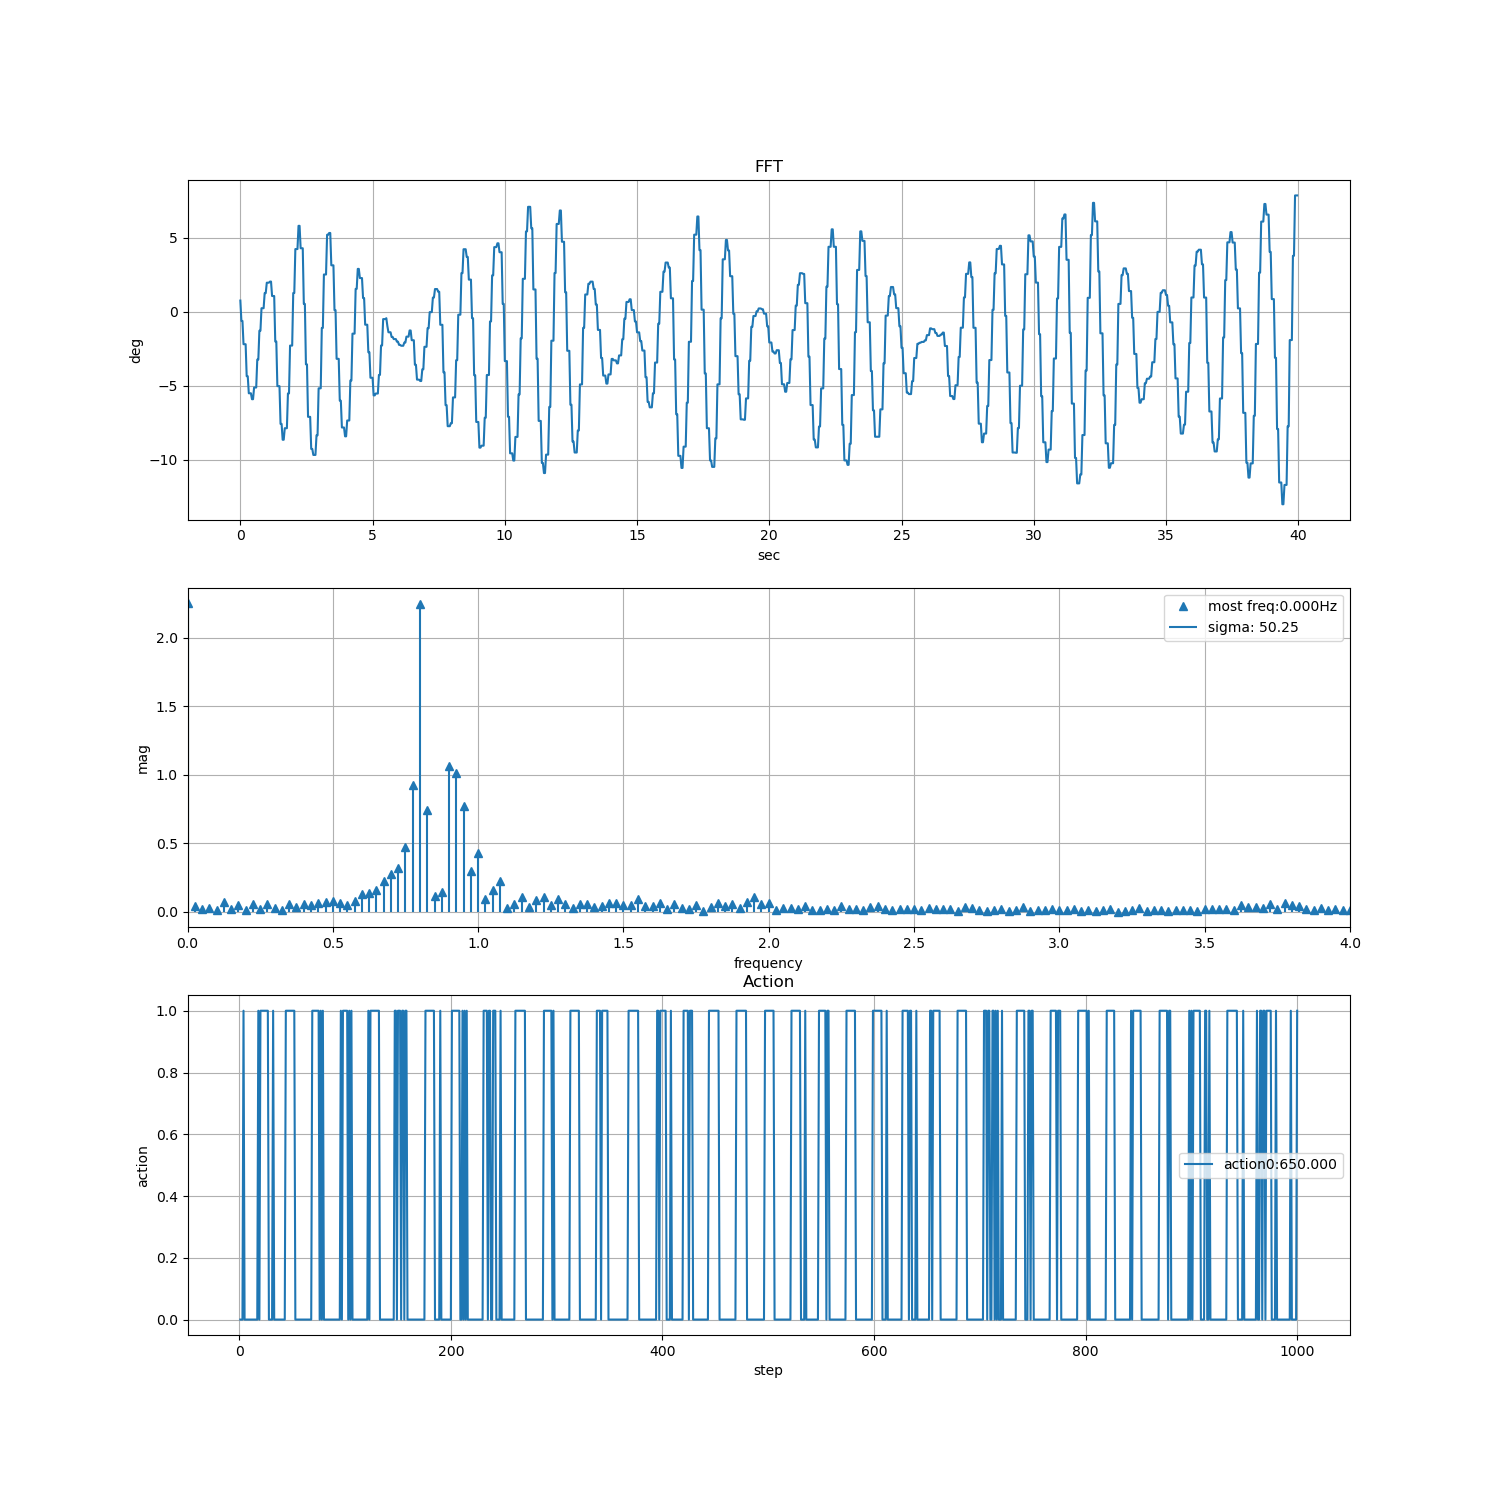 FFT
5
0
−5
−10
deg
0 5 10 15 20 25 30 35 40
sec
most freq:0.000Hz
sigma: 50.25
2.0
1.5
1.0
0.5
0.0
mag
0.0 0.5 1.0 1.5 2.0 2.5 3.0 3.5 4.0
frequency
Action
1.0
0.8
0.6
0.4
0.2
0.0
action
action0:650.000
0 200 400 600 800 1000
step